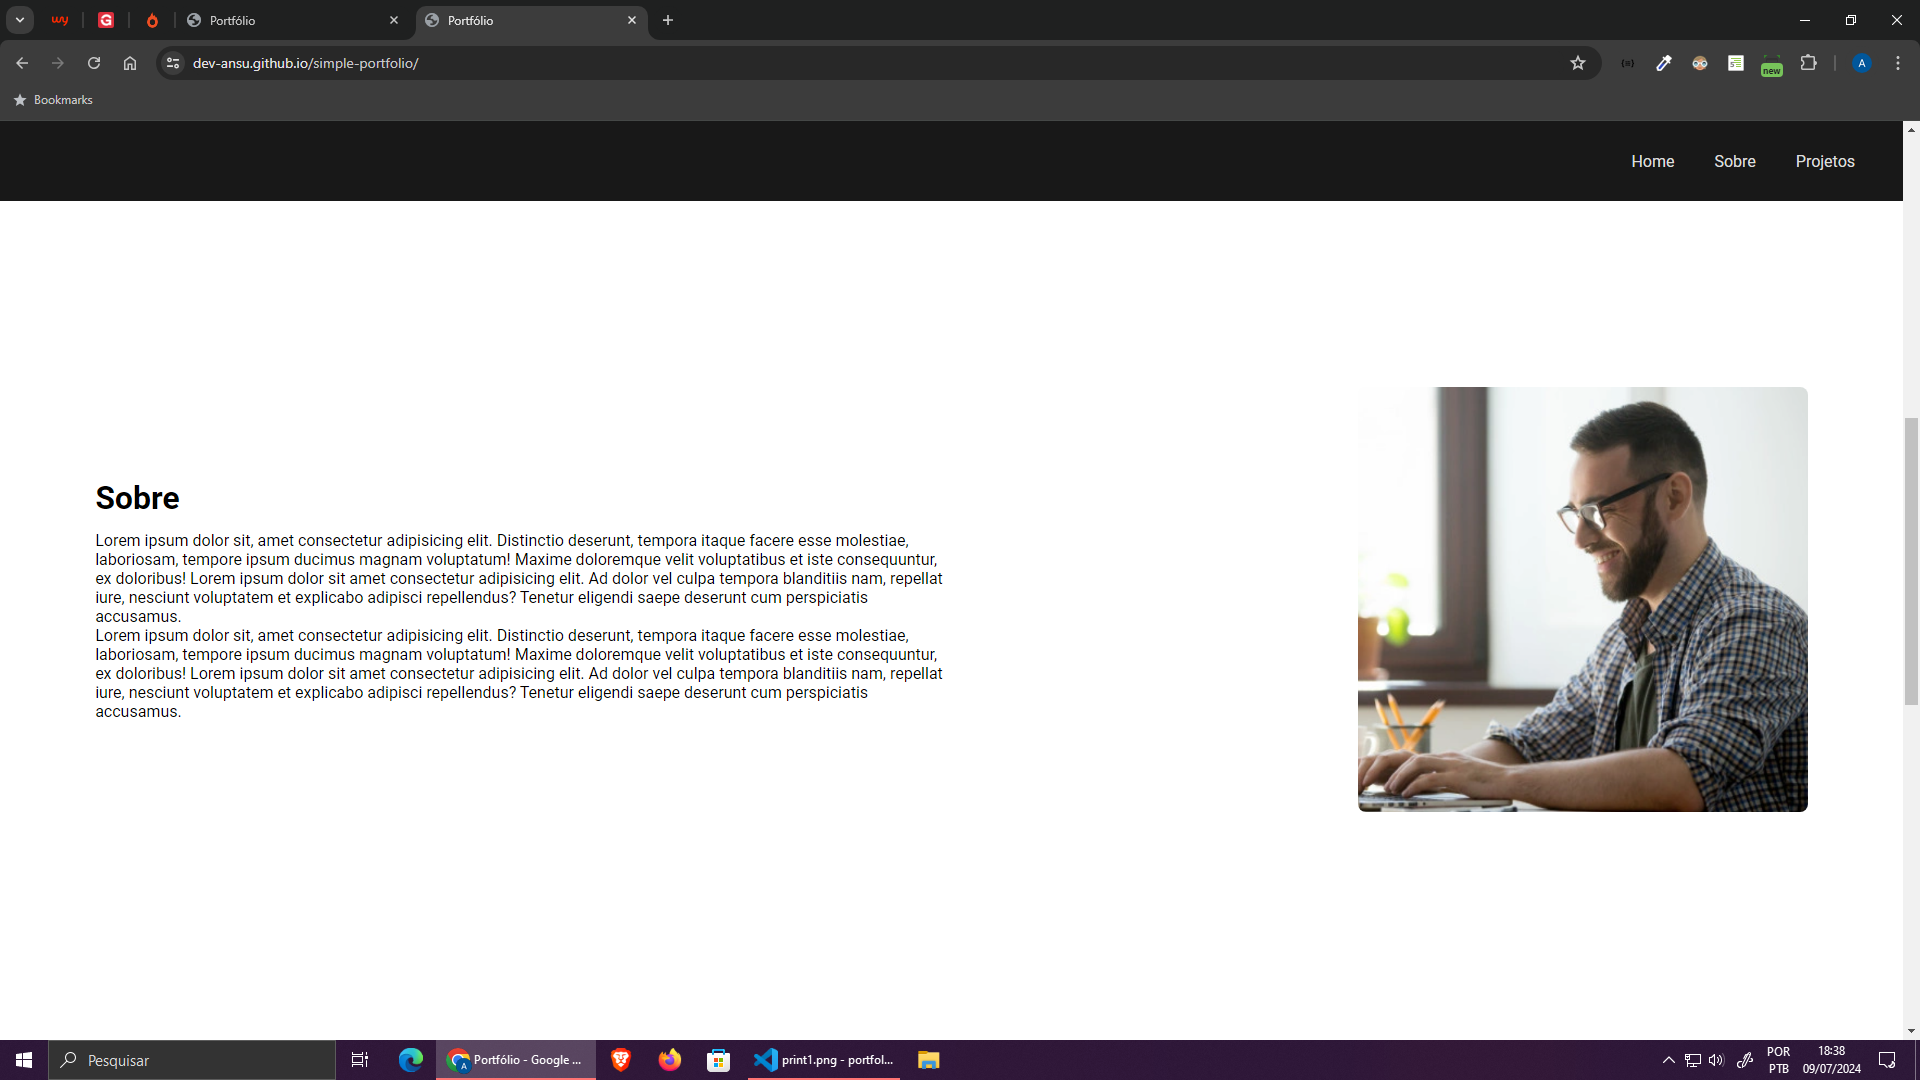 Portfólio
Portfólio
dev-ansu.github.io/simple-portfolio/
new
A
Bookmarks
Home
Sobre
Projetos
Sobre
Lorem ipsum dolor sit, amet consectetur adipisicing elit. Distinctio deserunt, tempora itaque facere esse molestiae,
laboriosam, tempore ipsum ducimus magnam voluptatum! Maxime doloremque velit voluptatibus et iste consequuntur,
ex doloribus! Lorem ipsum dolor sit amet consectetur adipisicing elit. Ad dolor vel culpa tempora blanditiis nam, repellat
iure, nesciunt voluptatem et explicabo adipisci repellendus? Tenetur eligendi saepe deserunt cum perspiciatis
accusamus.
Lorem ipsum dolor sit, amet consectetur adipisicing elit. Distinctio deserunt, tempora itaque facere esse molestiae,
laboriosam, tempore ipsum ducimus magnam voluptatum! Maxime doloremque velit voluptatibus et iste consequuntur,
ex doloribus! Lorem ipsum dolor sit amet consectetur adipisicing elit. Ad dolor vel culpa tempora blanditiis nam, repellat
iure, nesciunt voluptatem et explicabo adipisci repellendus? Tenetur eligendi saepe deserunt cum perspiciatis
accusamus.
Pesquisar
Portfólio - Google ...
print1.png - portfol...
POR
PTB
18:38
09/07/2024